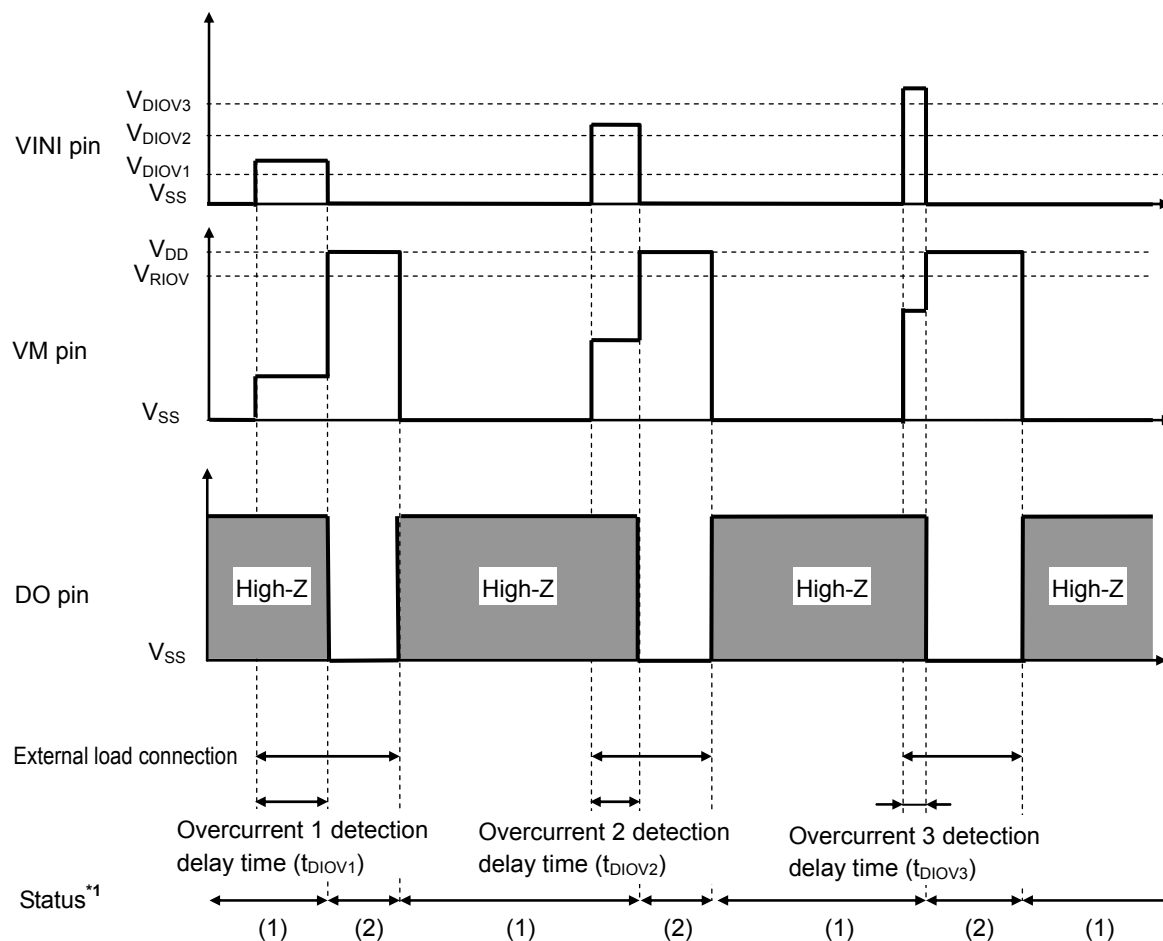 VINI pin
VDIOV3
VDIOV2
VDIOV1
VSS
VM pin
VDD
VRIOV
VSS
DO pin
High-Z
High-Z
High-Z
High-Z
VSS
External load connection
Overcurrent 1 detection
delay time (tDIOV1)
Overcurrent 2 detection
delay time (tDIOV2)
Overcurrent 3 detection
delay time (tDIOV3)
Status*1
(1) (2) (1) (2) (1) (2) (1)